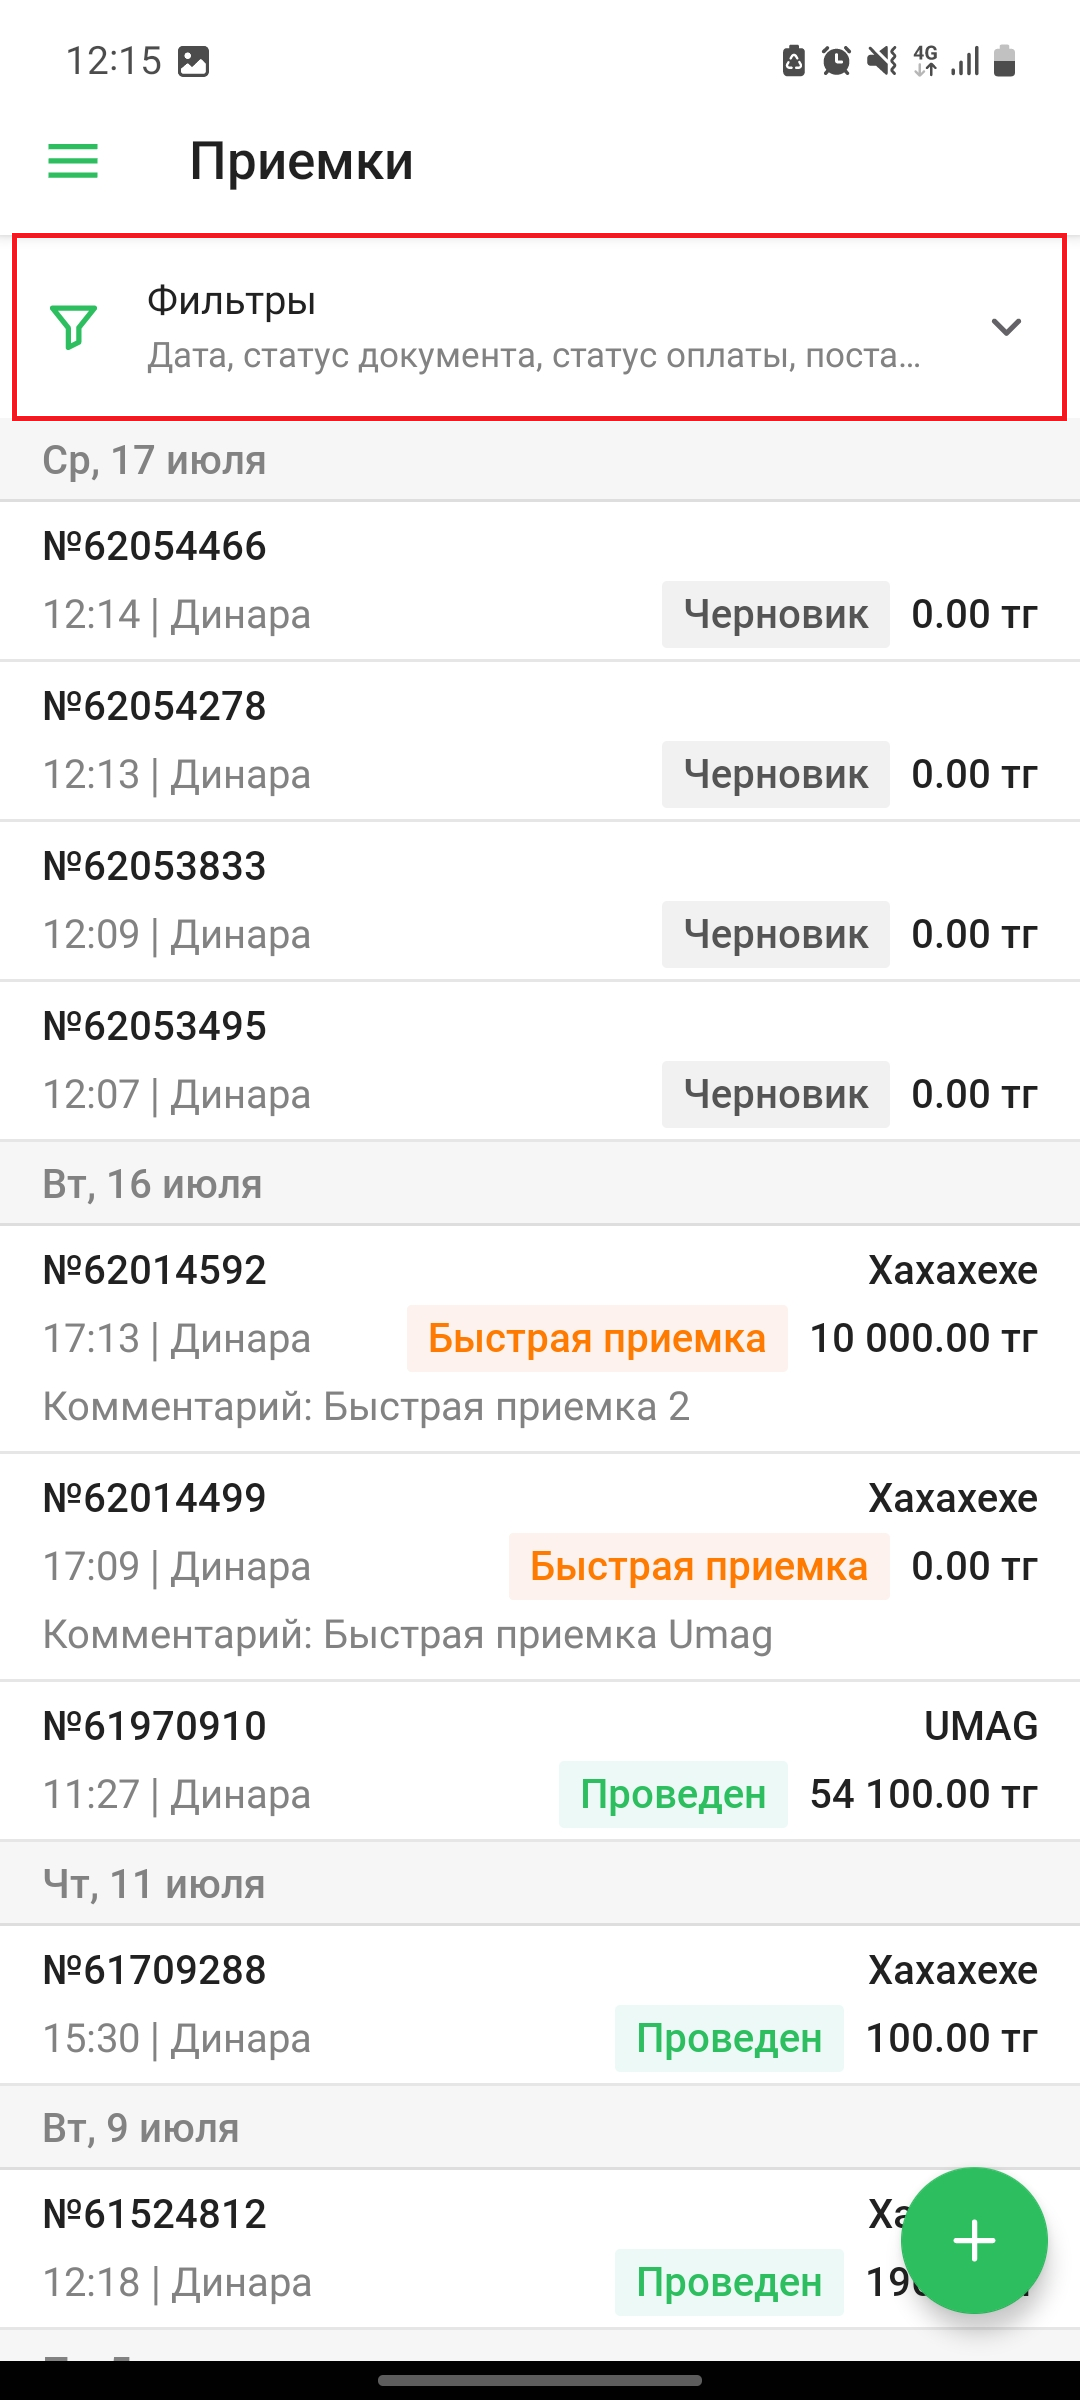 12:15
4G
Приемки
Фильтры
Дата, статус документа, статус оплаты, поста...
Ср, 17 июля
№62054466
12:14 | Динара Черновик 0.00 тг
№62054278
12:13 | Динара Черновик 0.00 тг
№62053833
12:09 | Динара Черновик 0.00 тг
№62053495
12:07 | Динара Черновик 0.00 тг
Вт, 16 июля
№62014592 Хахахехе
17:13 | Динара Быстрая приемка 10 000.00 тг
Комментарий: Быстрая приемка 2
№62014499 Хахахехе
17:09 | Динара Быстрая приемка 0.00 тг
Комментарий: Быстрая приемка Umag
№61970910 UMAG
11:27 | Динара Проведен 54 100.00 тг
Чт, 11 июля
№61709288 Хахахехе
15:30 | Динара Проведен 100.00 тг
Вт, 9 июля
№61524812
12:18 | Динара Проведен